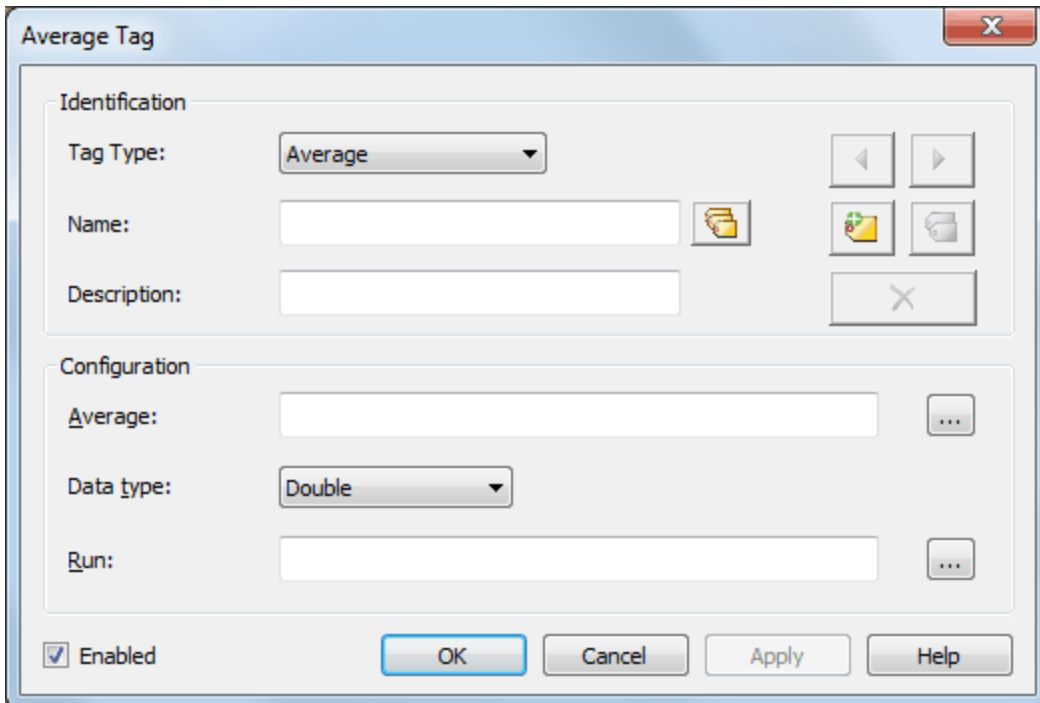 Average Tag
Identification
Tag Type:
Average
Name:
Description:
Configuration
Average:
...
Data type:
Double
Run:
...
Enabled
OK
Cancel
Apply
Help